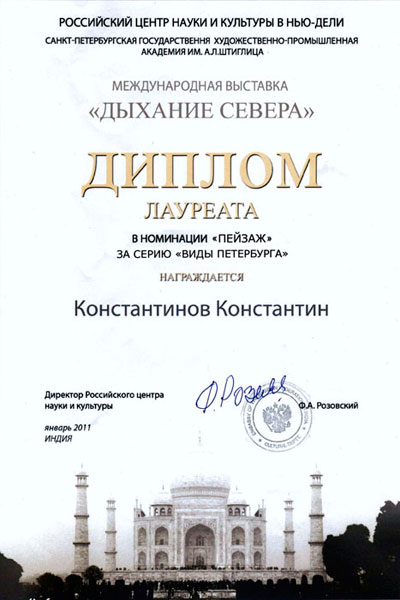 РОССИЙСКИЙ ЦЕНТР НАУКИ И КУЛЬТУРЫ В НЬЮ-ДЕЛИ
САНКТ-ПЕТЕРБУРГСКАЯ ГОСУДАРСТВЕННЯ ХУДОЖЕСТВЕННО-ПРОМЫШЛЕННАЯ
АКАДЕМИЯ ИМ. А.Л.ШТИГЛИЦА
МЕЖДУНАРОДНАЯ ВЫСТАВКА
«ДЫХАНИЕ СЕВЕРА»
ДИПЛОМ
ЛАУРЕАТА
В НОМИНАЦИИ «ПЕЙЗАЖ»
ЗА СЕРИЮ «ВИДЫ ПЕТЕРБУРГА»
НАГРАЖДАЕТСЯ
Константинов Константин
Директор Российского центра
науки и культуры
Ф.А. Розовский
январь 2011
ИНДИЯ